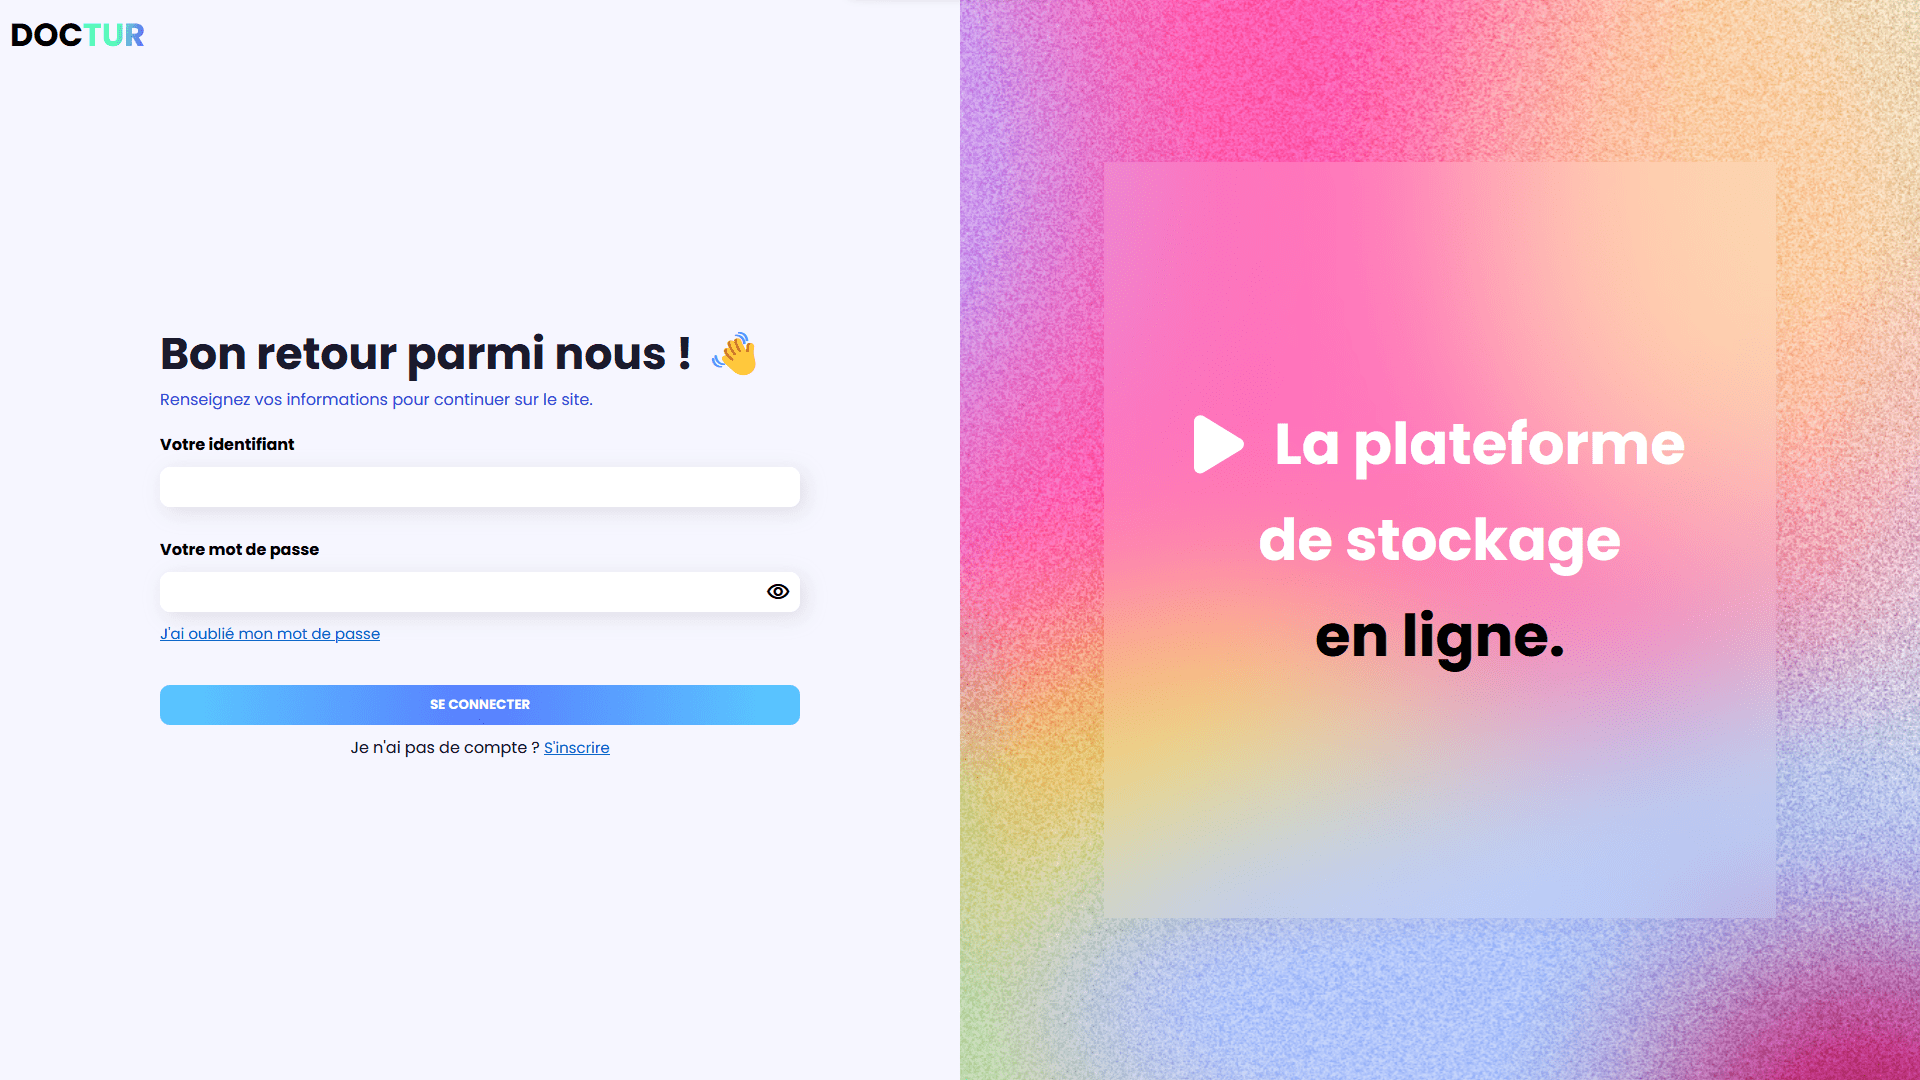 DOCTUR
Bon retour parmi nous ! 👋
Renseignez vos informations pour continuer sur le site.
Votre identifiant
Votre mot de passe
J'ai oublié mon mot de passe
SE CONNECTER
Je n'ai pas de compte ? S'inscrire
La plateforme
de stockage
en ligne.